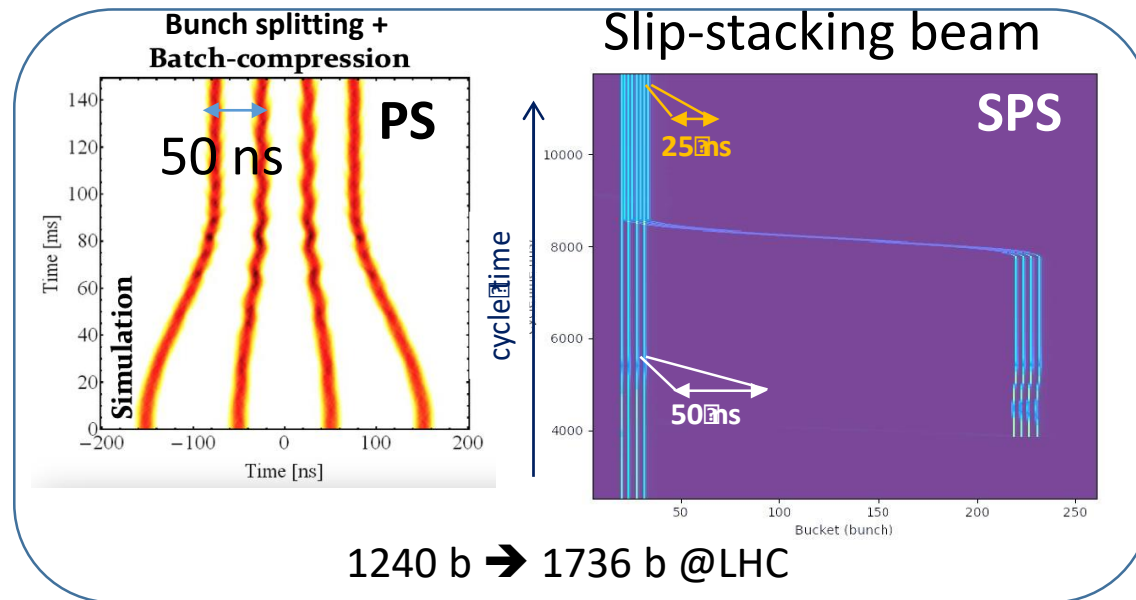 Bunch splitting +
Batch-compression
Slip-stacking beam
140
120
100
80
60
40
20
0
Time [ms]
Simulation
PS
50 ns
−200
−100
0
100
200
Time [ns]
cycle time
SPS
25 ns
50 ns
10000
8000
6000
4000
50
100
150
200
250
Bucket (bunch)
1240 b ➔ 1736 b @LHC